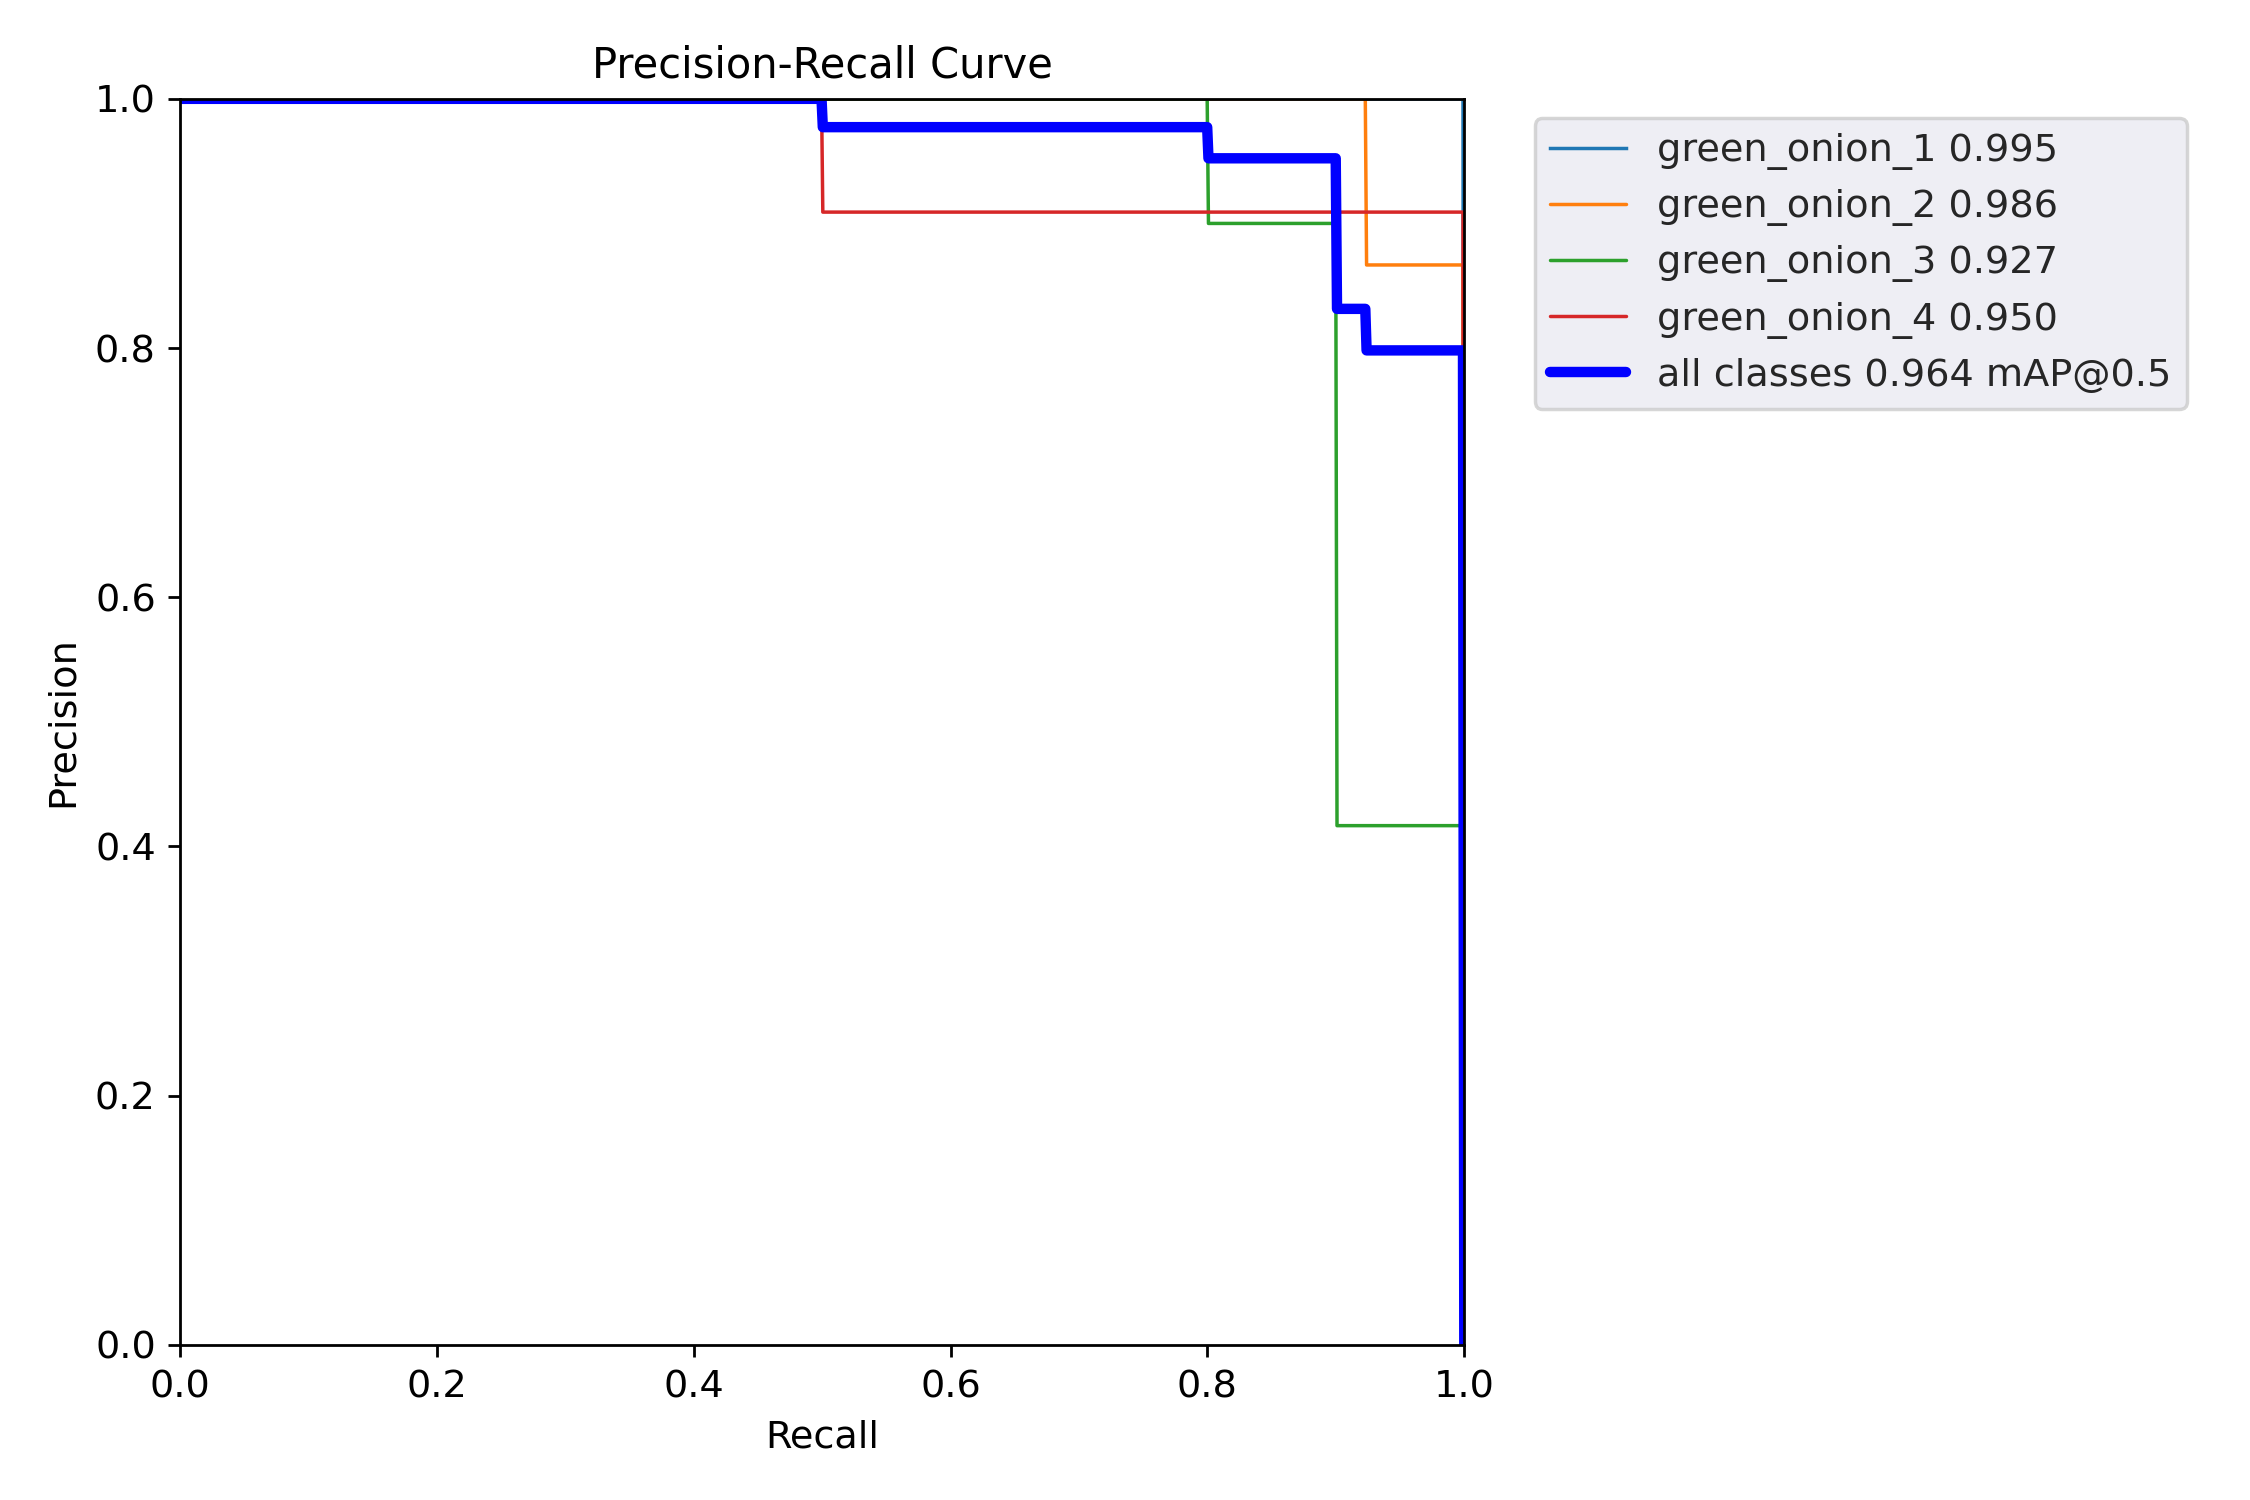 Precision-Recall Curve
1.0
0.8
0.6
0.4
0.2
0.0
Precision
0.0 0.2 0.4 0.6 0.8 1.0
Recall
green_onion_1 0.995
green_onion_2 0.986
green_onion_3 0.927
green_onion_4 0.950
all classes 0.964 mAP@0.5